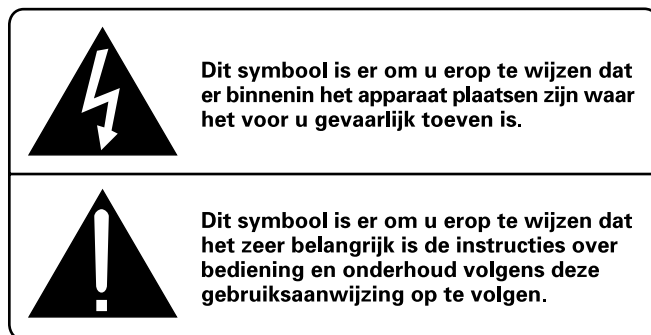 Dit symbool is er om u erop te wijzen dat
er binnenin het apparaat plaatsen zijn waar
het voor u gevaarlijk toeven is.
Dit symbool is er om u erop te wijzen dat
het zeer belangrijk is de instructies over
bediening en onderhoud volgens deze
gebruiksaanwijzing op te volgen.